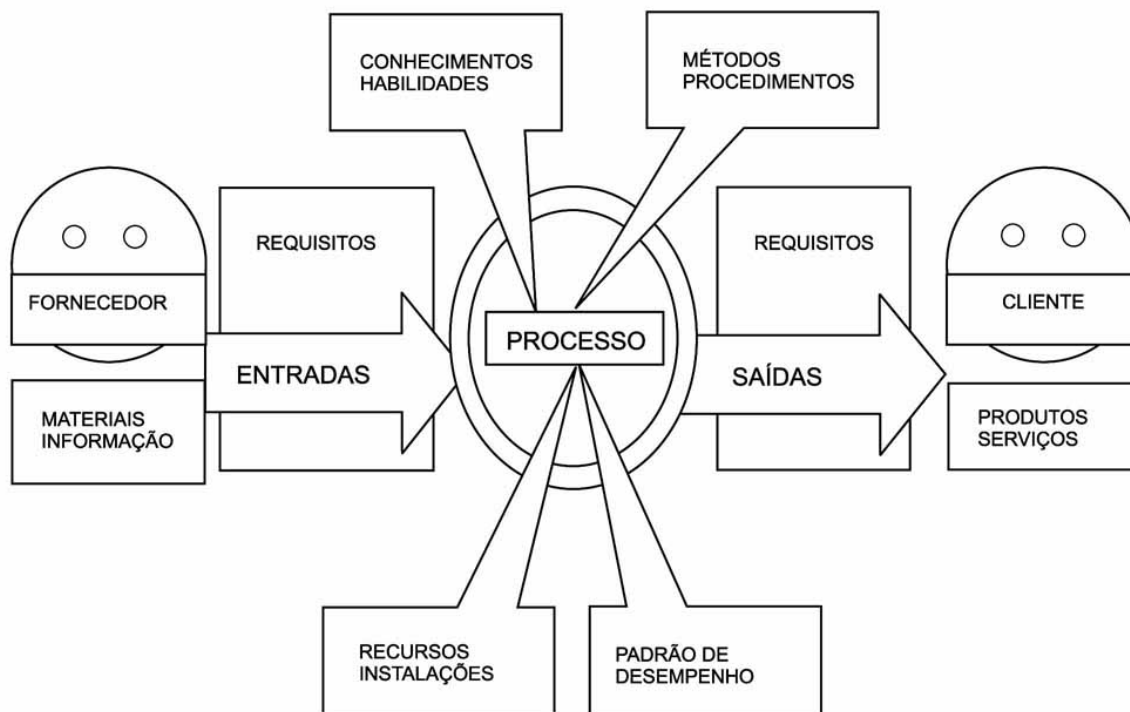 CONHECIMENTOS
HABILIDADES
MÉTODOS
PROCEDIMENTOS
FORNECEDOR
MATERIAIS
INFORMAÇÃO
REQUISITOS
ENTRADAS
PROCESSO
REQUISITOS
SAÍDAS
CLIENTE
PRODUTOS
SERVIÇOS
RECURSOS
INSTALAÇÕES
PADRÃO DE
DESEMPENHO